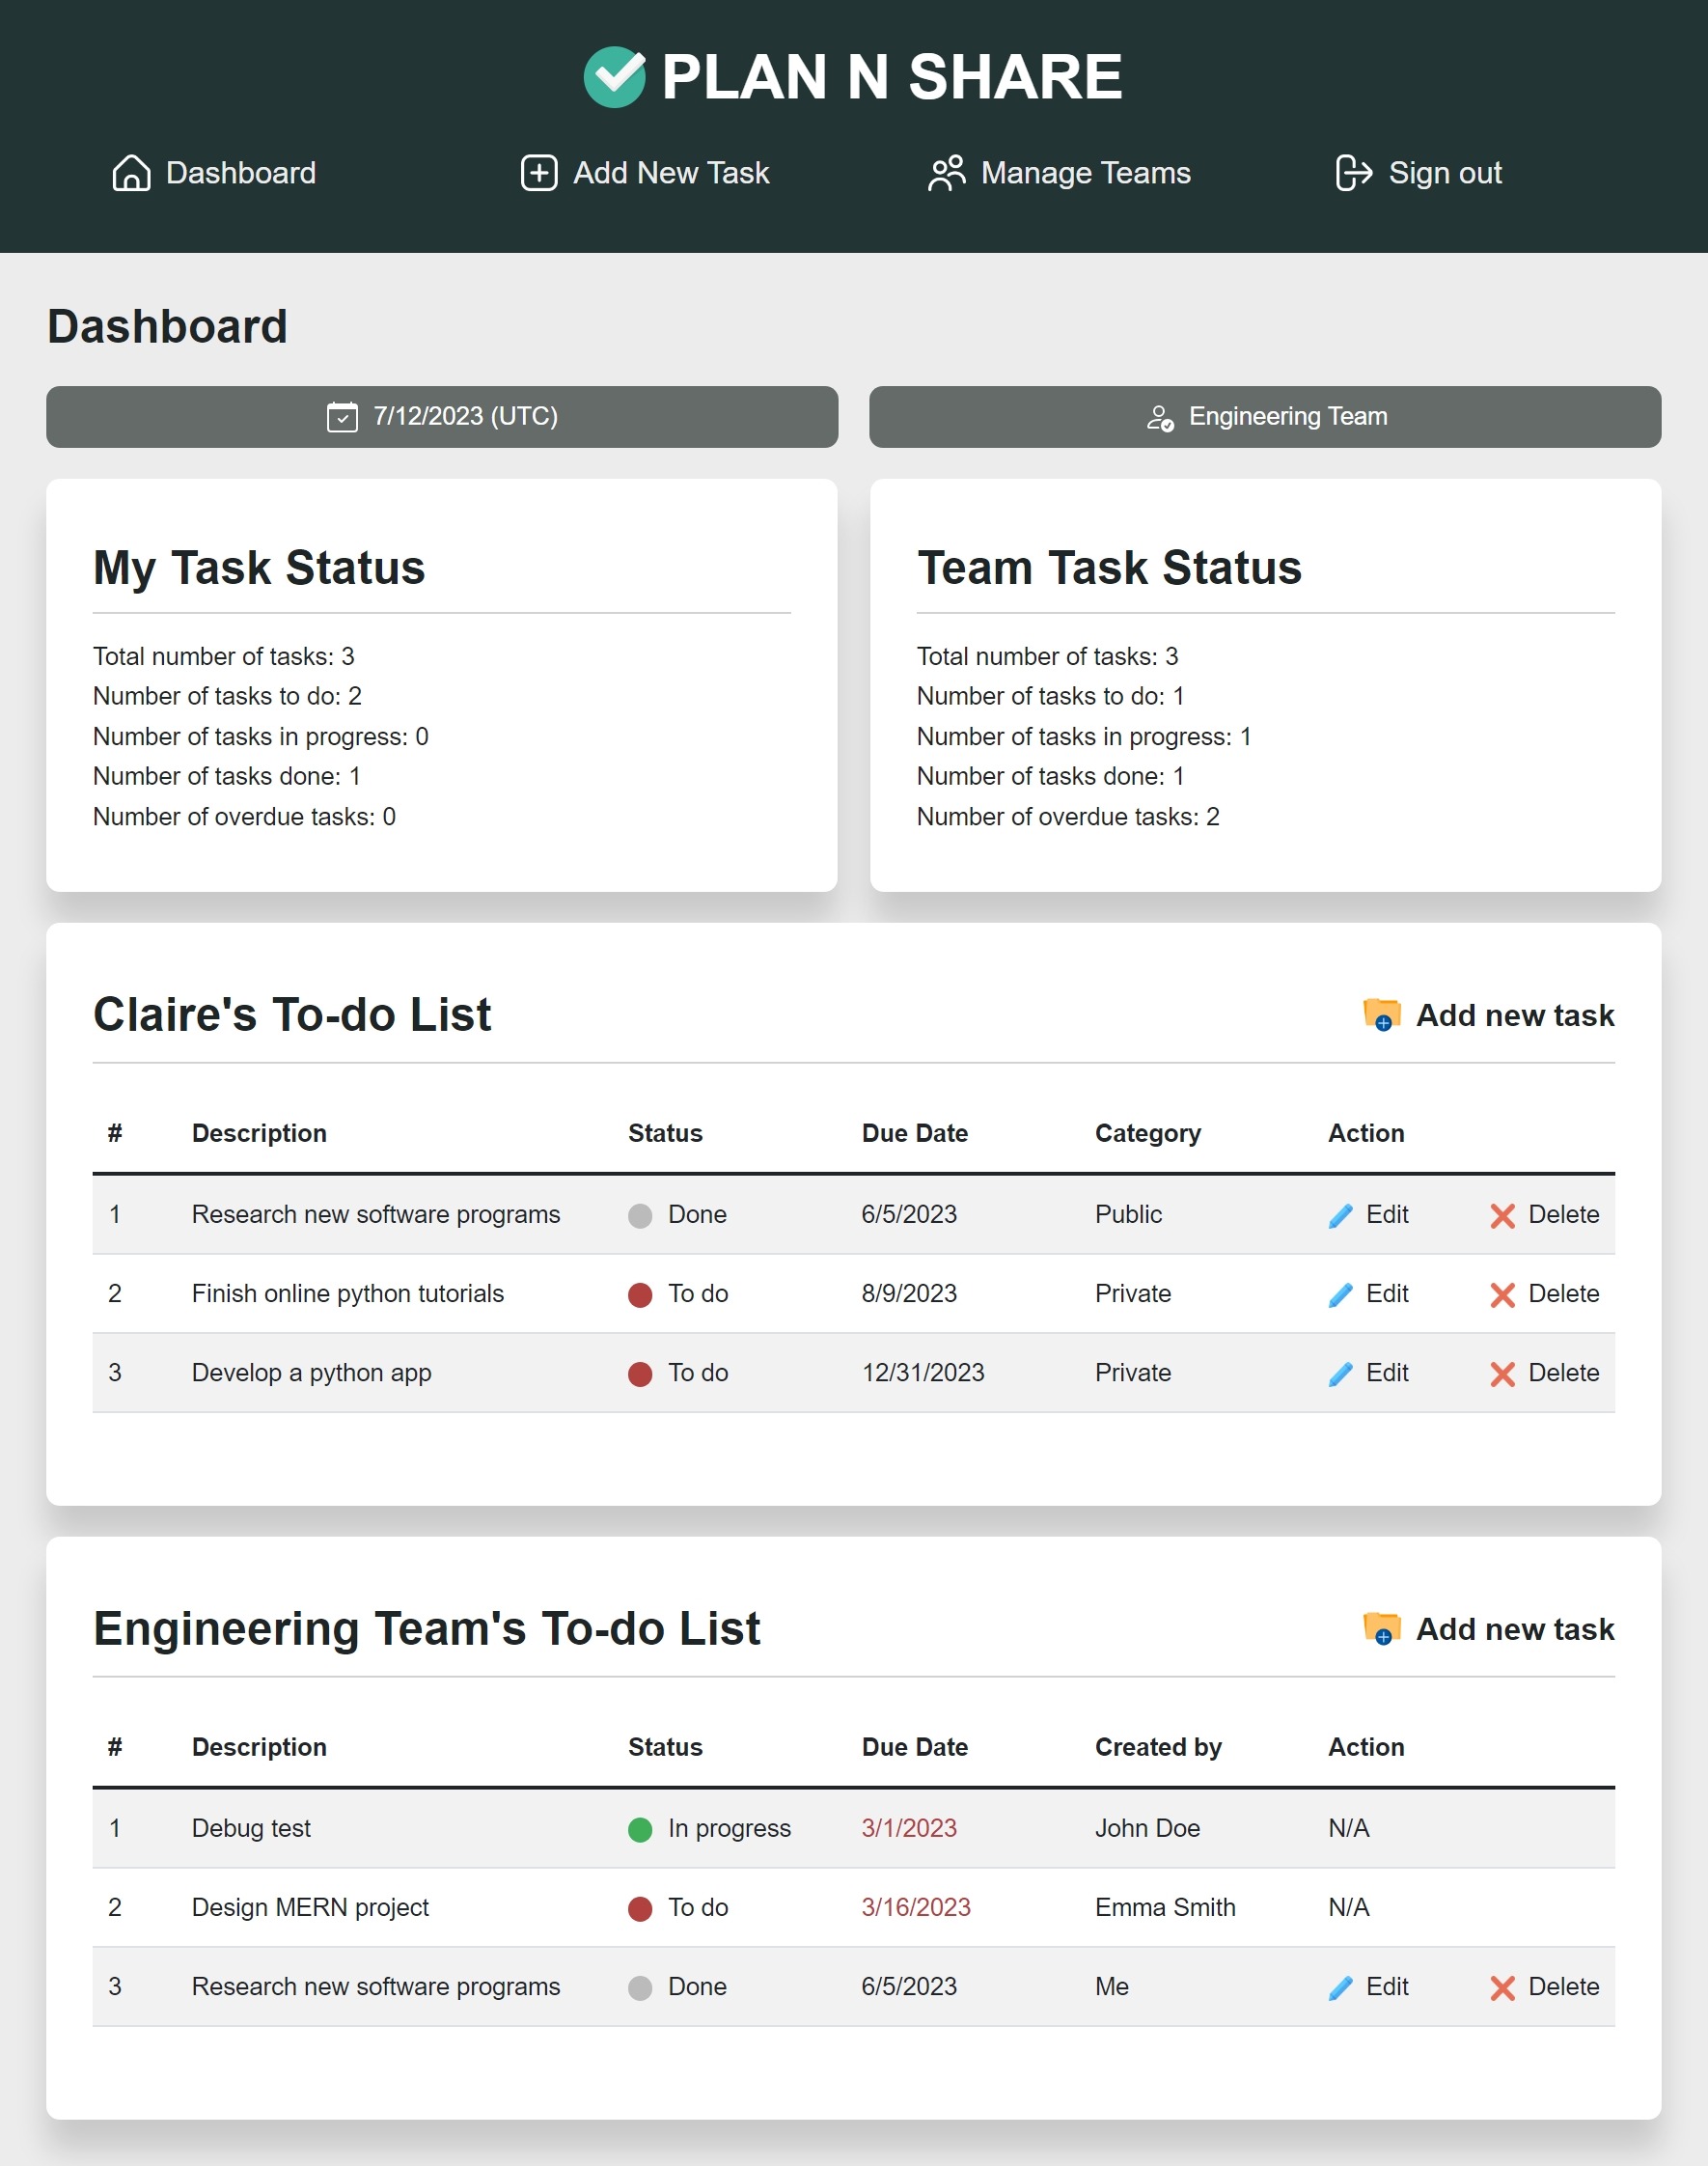 PLAN N SHARE
Dashboard Add New Task Manage Teams Sign out
Dashboard
7/12/2023 (UTC) Engineering Team
My Task Status
Total number of tasks: 3
Number of tasks to do: 2
Number of tasks in progress: 0
Number of tasks done: 1
Number of overdue tasks: 0
Team Task Status
Total number of tasks: 3
Number of tasks to do: 1
Number of tasks in progress: 1
Number of tasks done: 1
Number of overdue tasks: 2
Claire's To-do List Add new task
# Description Status Due Date Category Action
1 Research new software programs Done 6/5/2023 Public Edit Delete
2 Finish online python tutorials To do 8/9/2023 Private Edit Delete
3 Develop a python app To do 12/31/2023 Private Edit Delete
Engineering Team's To-do List Add new task
# Description Status Due Date Created by Action
1 Debug test In progress 3/1/2023 John Doe N/A
2 Design MERN project To do 3/16/2023 Emma Smith N/A
3 Research new software programs Done 6/5/2023 Me Edit Delete